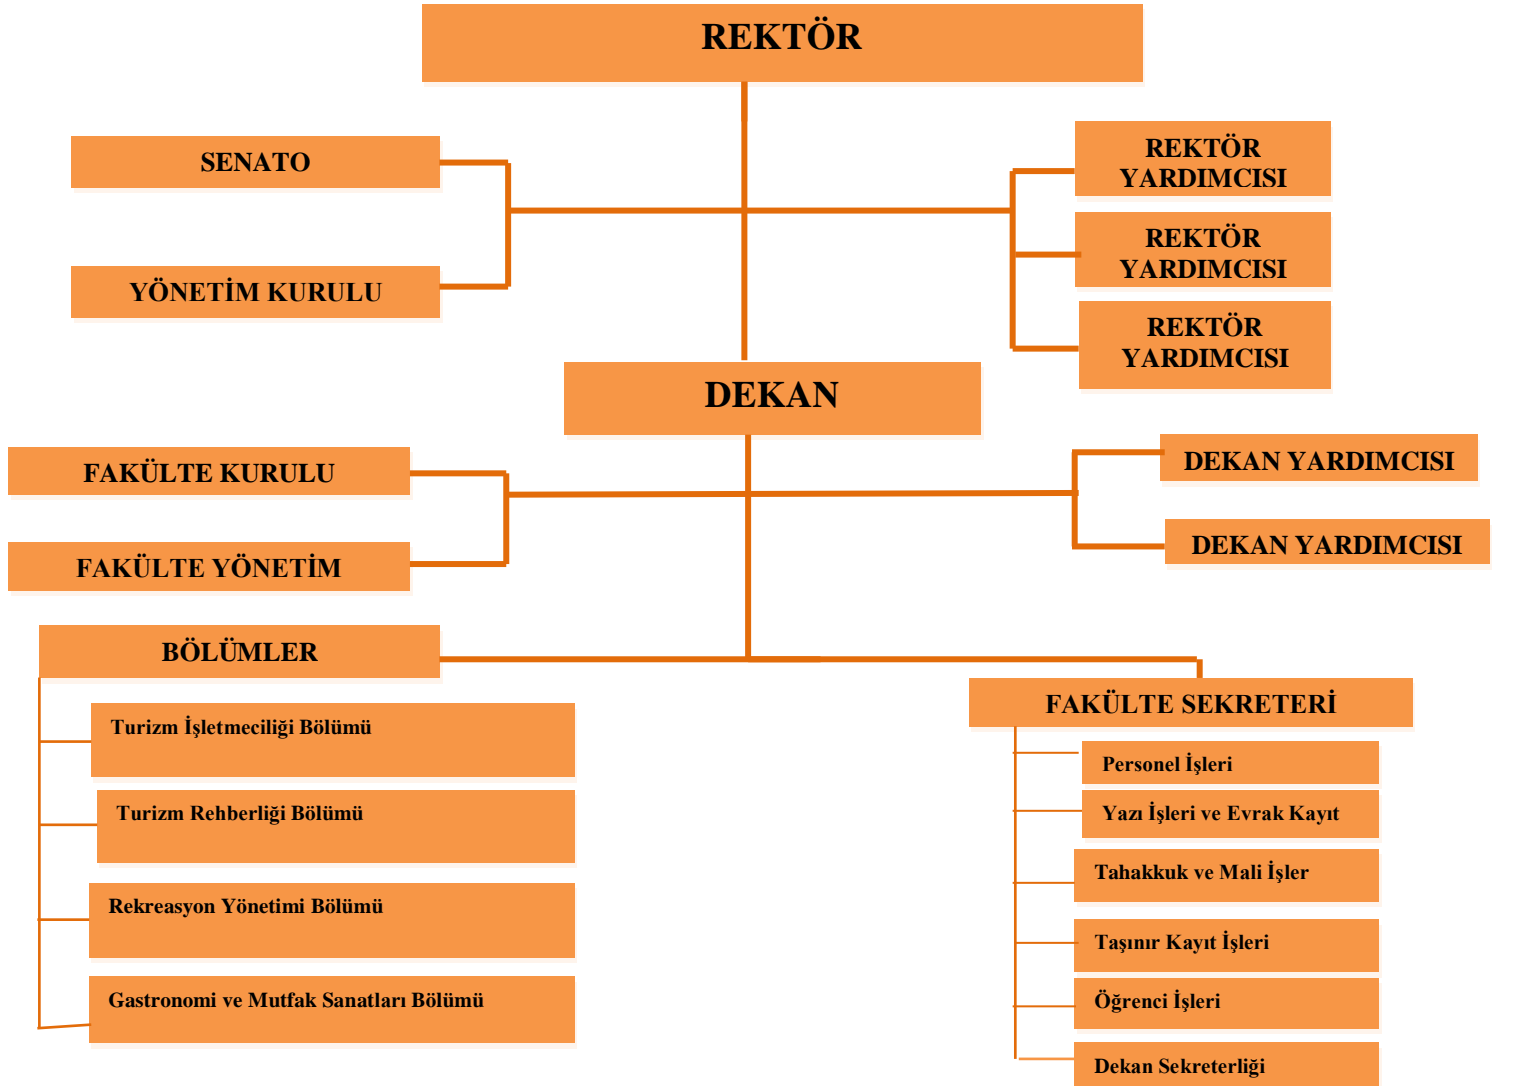 REKTÖR
SENATO
YÖNETİM KURULU
REKTÖR
YARDIMCISI
REKTÖR
YARDIMCISI
REKTÖR
YARDIMCISI
DEKAN
FAKÜLTE KURULU
FAKÜLTE YÖNETİM
DEKAN YARDIMCISI
DEKAN YARDIMCISI
BÖLÜMLER
Turizm İşletmeciliği Bölümü
Turizm Rehberliği Bölümü
Rekreasyon Yönetimi Bölümü
Gastronomi ve Mutfak Sanatları Bölümü
FAKÜLTE SEKRETERİ
Personel İşleri
Yazı İşleri ve Evrak Kayıt
Tahakkuk ve Mali İşler
Taşınır Kayıt İşleri
Öğrenci İşleri
Dekan Sekreterliği